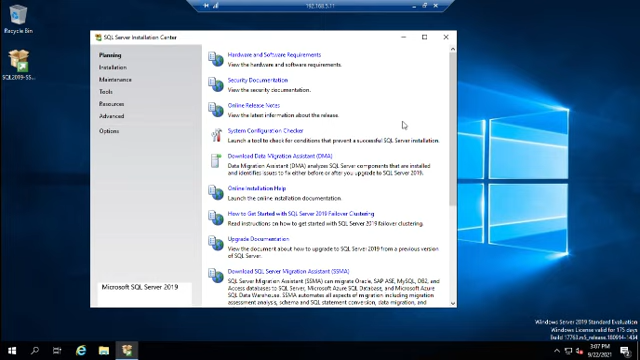 192.168.5.11
Recycle Bin
SQL2019-SS...
SQL Server Installation Center
Planning
Installation
Maintenance
Tools
Resources
Advanced
Options
Microsoft SQL Server 2019
Hardware and Software Requirements
View the hardware and software requirements.
Security Documentation
View the security documentation.
Online Release Notes
View the latest information about the release.
System Configuration Checker
Launch a tool to check for conditions that prevent a successful SQL Server installation.
Download Data Migration Assistant (DMA)
Data Migration Assistant (DMA) analyzes SQL Server components that are installed
and identifies issues to fix either before or after you upgrade to SQL Server 2019.
Online Installation Help
Launch the online installation documentation.
How to Get Started with SQL Server 2019 Failover Clustering
Read instructions on how to get started with SQL Server 2019 failover clustering.
Upgrade Documentation
View the document about how to upgrade to SQL Server 2019 from a previous version
of SQL Server.
Download SQL Server Migration Assistant (SSMA)
SQL Server Migration Assistant (SSMA) can migrate Oracle, SAP ASE, MySQL, DB2, and
Access databases to SQL Server, Microsoft Azure SQL Database, and Microsoft Azure
SQL Data Warehouse. SSMA automates all aspects of migration including migration
assessment analysis, schema and SQL statement conversion, data migration, and
Windows Server 2019 Standard Evaluation
Windows License valid for 175 days
Build 17763.rs5_release.180914-1434
3:07 PM
9/22/2021